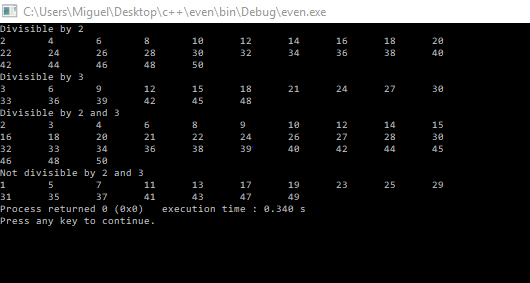 C:\Users\Miguel\Desktop\c++\even\bin\Debug\even.exe
Divisible by 2
2 4 6 8 10 12 14 16 18 20
22 24 26 28 30 32 34 36 38 40
42 44 46 48 50
Divisible by 3
3 6 9 12 15 18 21 24 27 30
33 36 39 42 45 48
Divisible by 2 and 3
2 3 4 6 8 9 10 12 14 15
16 18 20 21 22 24 26 27 28 30
32 33 34 36 38 39 40 42 44 45
46 48 50
Not divisible by 2 and 3
1 5 7 11 13 17 19 23 25 29
31 35 37 41 43 47 49
Process returned 0 (0x0) execution time : 0.340 s
Press any key to continue.